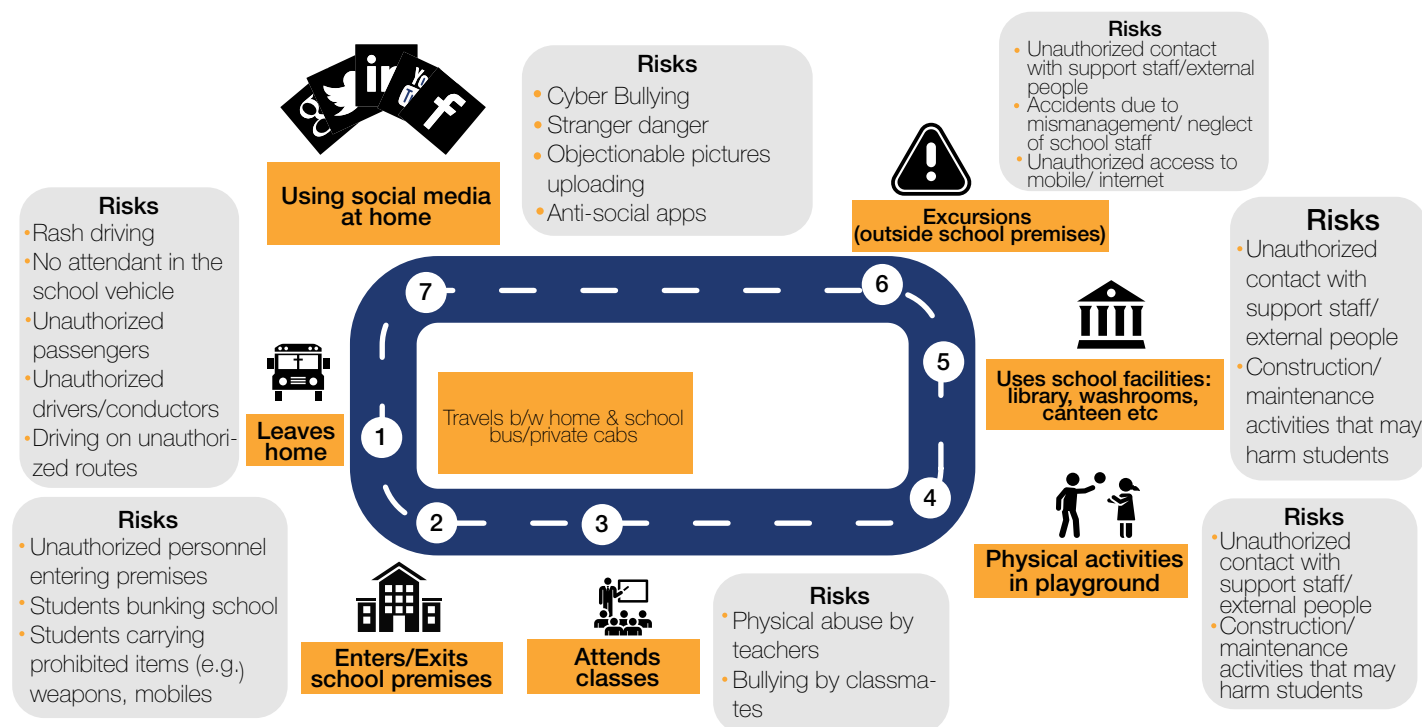 Risks
• Rash driving
• No attendant in the
school vehicle
• Unauthorized
passengers
• Unauthorized
drivers/conductors
• Driving on unauthori-
zed routes
Leaves
home
1
Risks
• Unauthorized personnel
entering premises
• Students bunking school
• Students carrying
prohibited items (e.g.)
weapons, mobiles
2
Enters/Exits
school premises
3
Attends
classes
Risks
• Physical abuse by
teachers
• Bullying by classma-
tes
4
Physical activities
in playground
Risks
• Unauthorized
contact with
support staff/
external people
• Construction/
maintenance
activities that may
harm students
5
Uses school facilities:
library, washrooms,
canteen etc
Risks
• Unauthorized
contact with
support staff/
external people
• Construction/
maintenance
activities that may
harm students
6
Excursions
(outside school premises)
Risks
• Unauthorized contact
with support staff/external
people
• Accidents due to
mismanagement/ neglect
of school staff
• Unauthorized access to
mobile/ internet
7
in
Yo
f
Using social media
at home
Risks
• Cyber Bullying
• Stranger danger
• Objectionable pictures
uploading
• Anti-social apps
Travels b/w home & school
bus/private cabs